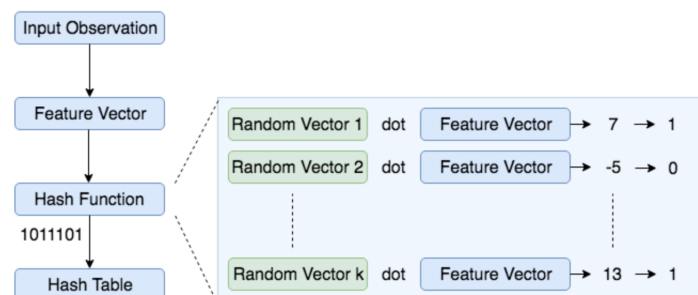 Input Observation
Feature Vector
Hash Function
1011101
Hash Table
Random Vector 1 dot Feature Vector 7 1
Random Vector 2 dot Feature Vector -5 0
Random Vector k dot Feature Vector 13 1